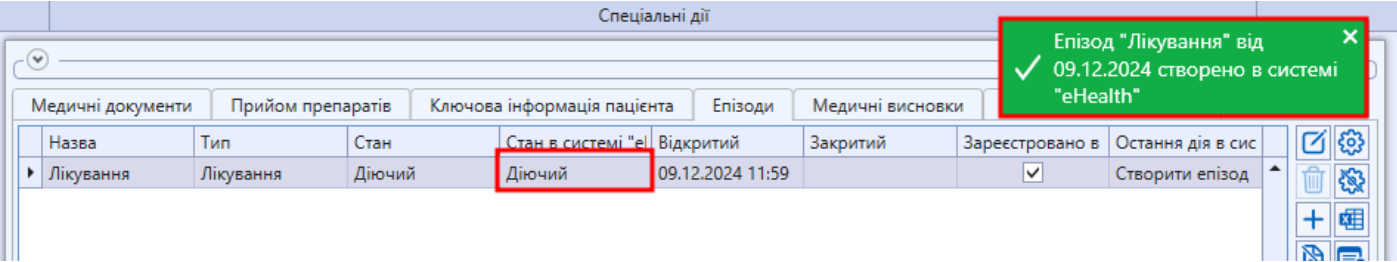 Спеціальні дії
Епізод "Лікування" від
09.12.2024 створено в системі
"eHealth"
Медичні документи Прийом препаратів Ключова інформація пацієнта Епізоди Медичні висновки
Назва Тип Стан Стан в системі "eH Відкритий Закритий Зареєстровано в Остання дія в сис
Лікування Лікування Діючий Діючий 09.12.2024 11:59 Створити епізод